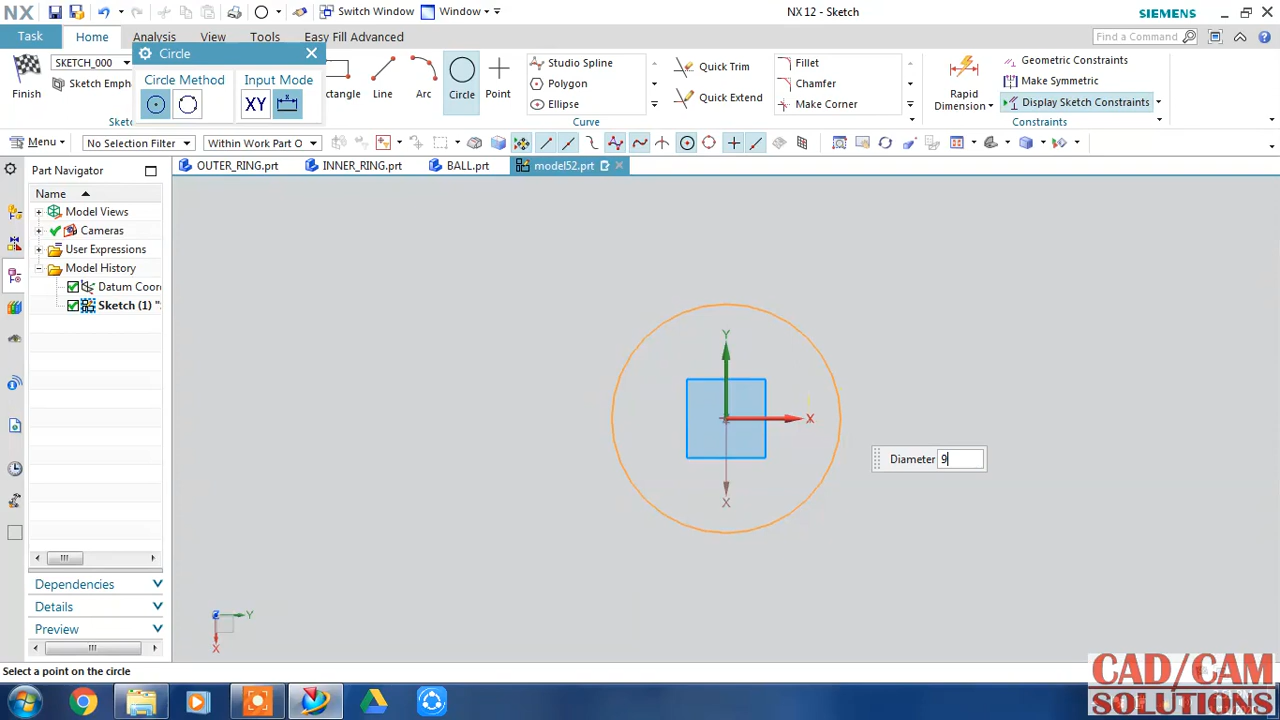 NX
Switch Window
Window
NX 12 - Sketch
SIEMENS
Task
Home
Analysis
View
Tools
Easy Fill Advanced
Find a Command
Circle
Circle Method
Input Mode
XY
Finish
SKETCH_000
Sketch Emph
Sketc
ctangle
Line
Arc
Circle
Point
Studio Spline
Polygon
Ellipse
Quick Trim
Quick Extend
Fillet
Chamfer
Make Corner
Curve
Rapid
Dimension
Geometric Constraints
Make Symmetric
Display Sketch Constraints
Constraints
Menu
No Selection Filter
Within Work Part O
Part Navigator
OUTER_RING.prt
INNER_RING.prt
BALL.prt
model52.prt
Name
Model Views
Cameras
User Expressions
Model History
Datum Coor
Sketch (1) "
Y
X
X
Diameter 9
Dependencies
Details
Preview
Z
Y
X
Select a point on the circle
CAD/CAM
SOLUTIONS